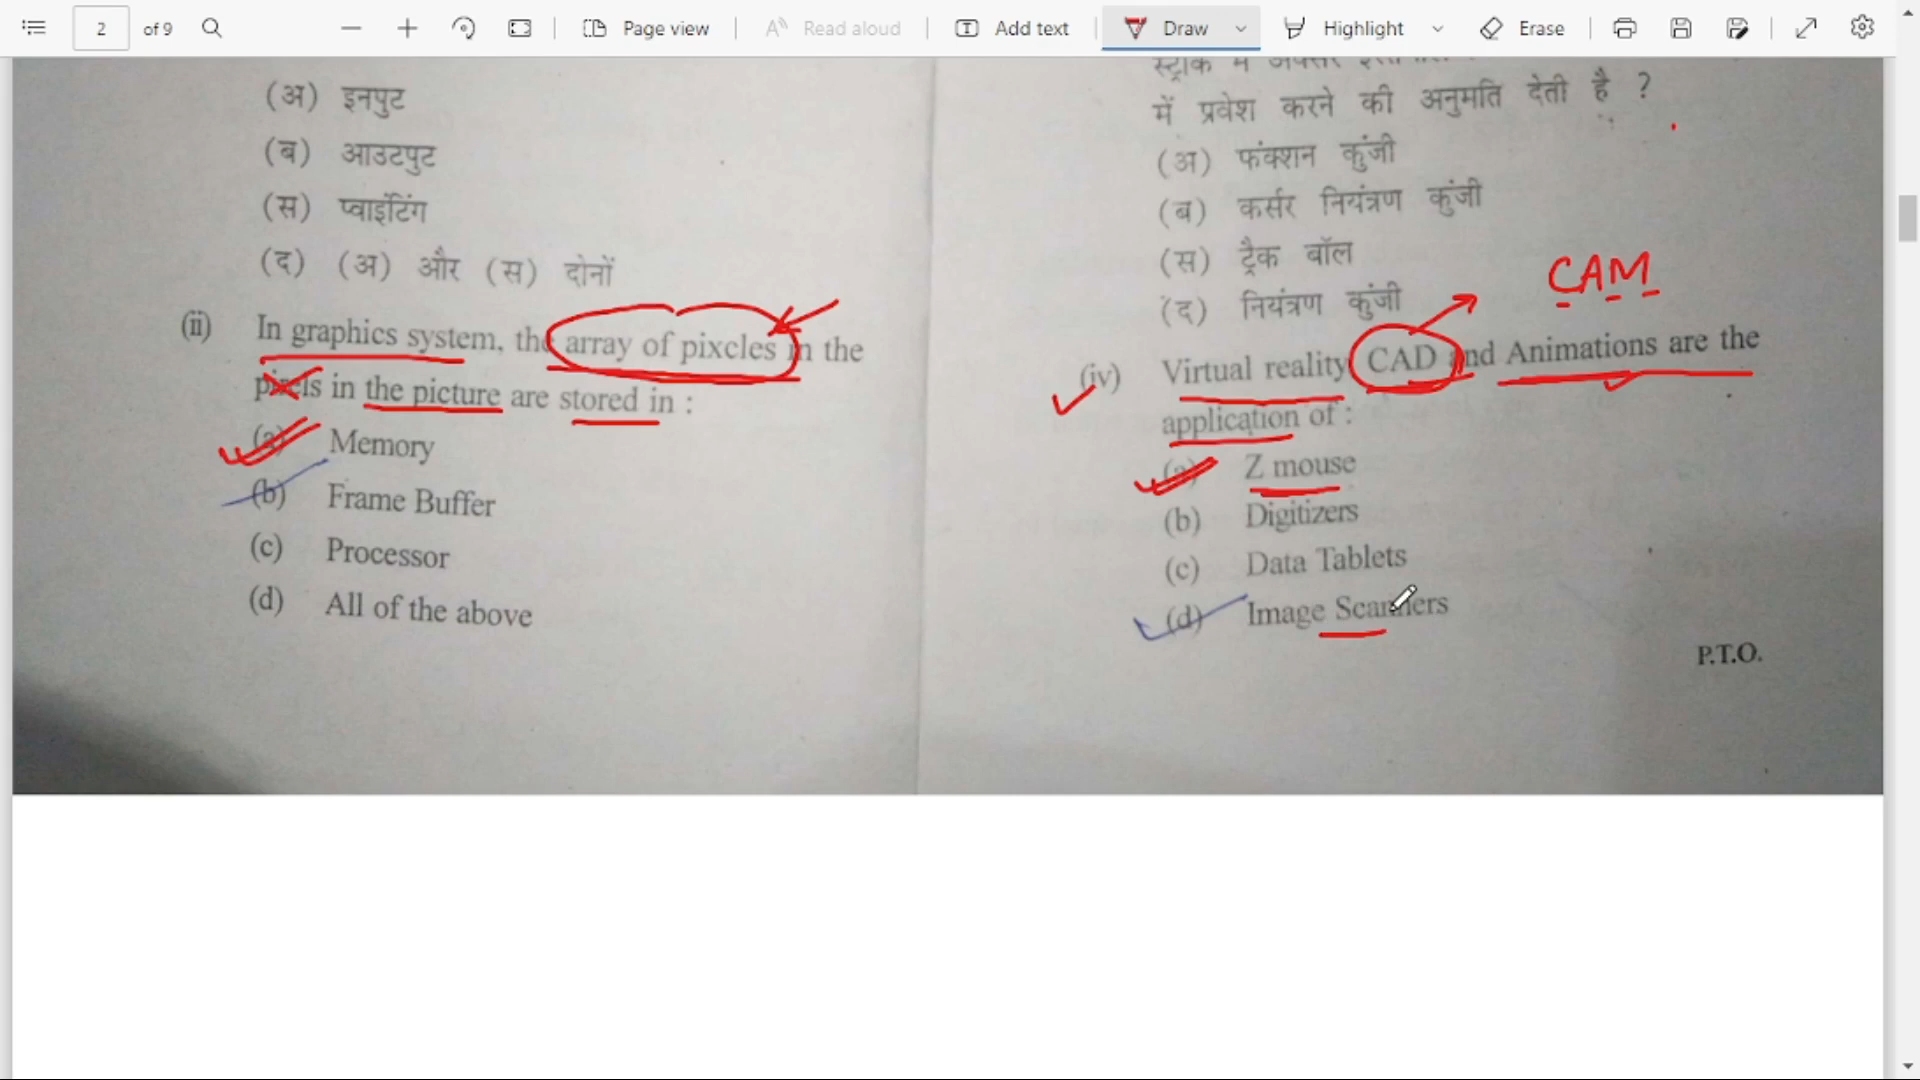 2 of 9 Page view Read aloud Add text Draw Highlight Erase
(अ) इनपुट
(ब) आउटपुट
(स) प्वाइंटिंग
(द) (अ) और (स) दोनों
(ii) In graphics system, the array of pixcles in the
pixels in the picture are stored in :
(a) Memory
(b) Frame Buffer
(c) Processor
(d) All of the above
में प्रवेश करने की अनुमति देती है ?
(अ) फंक्शन कुंजी
(ब) कर्सर नियंत्रण कुंजी
(स) ट्रैक बॉल
(द) नियंत्रण कुंजी
CAM
(iv) Virtual reality CAD and Animations are the
application of :
(a) Z mouse
(b) Digitizers
(c) Data Tablets
(d) Image Scanners
P.T.O.